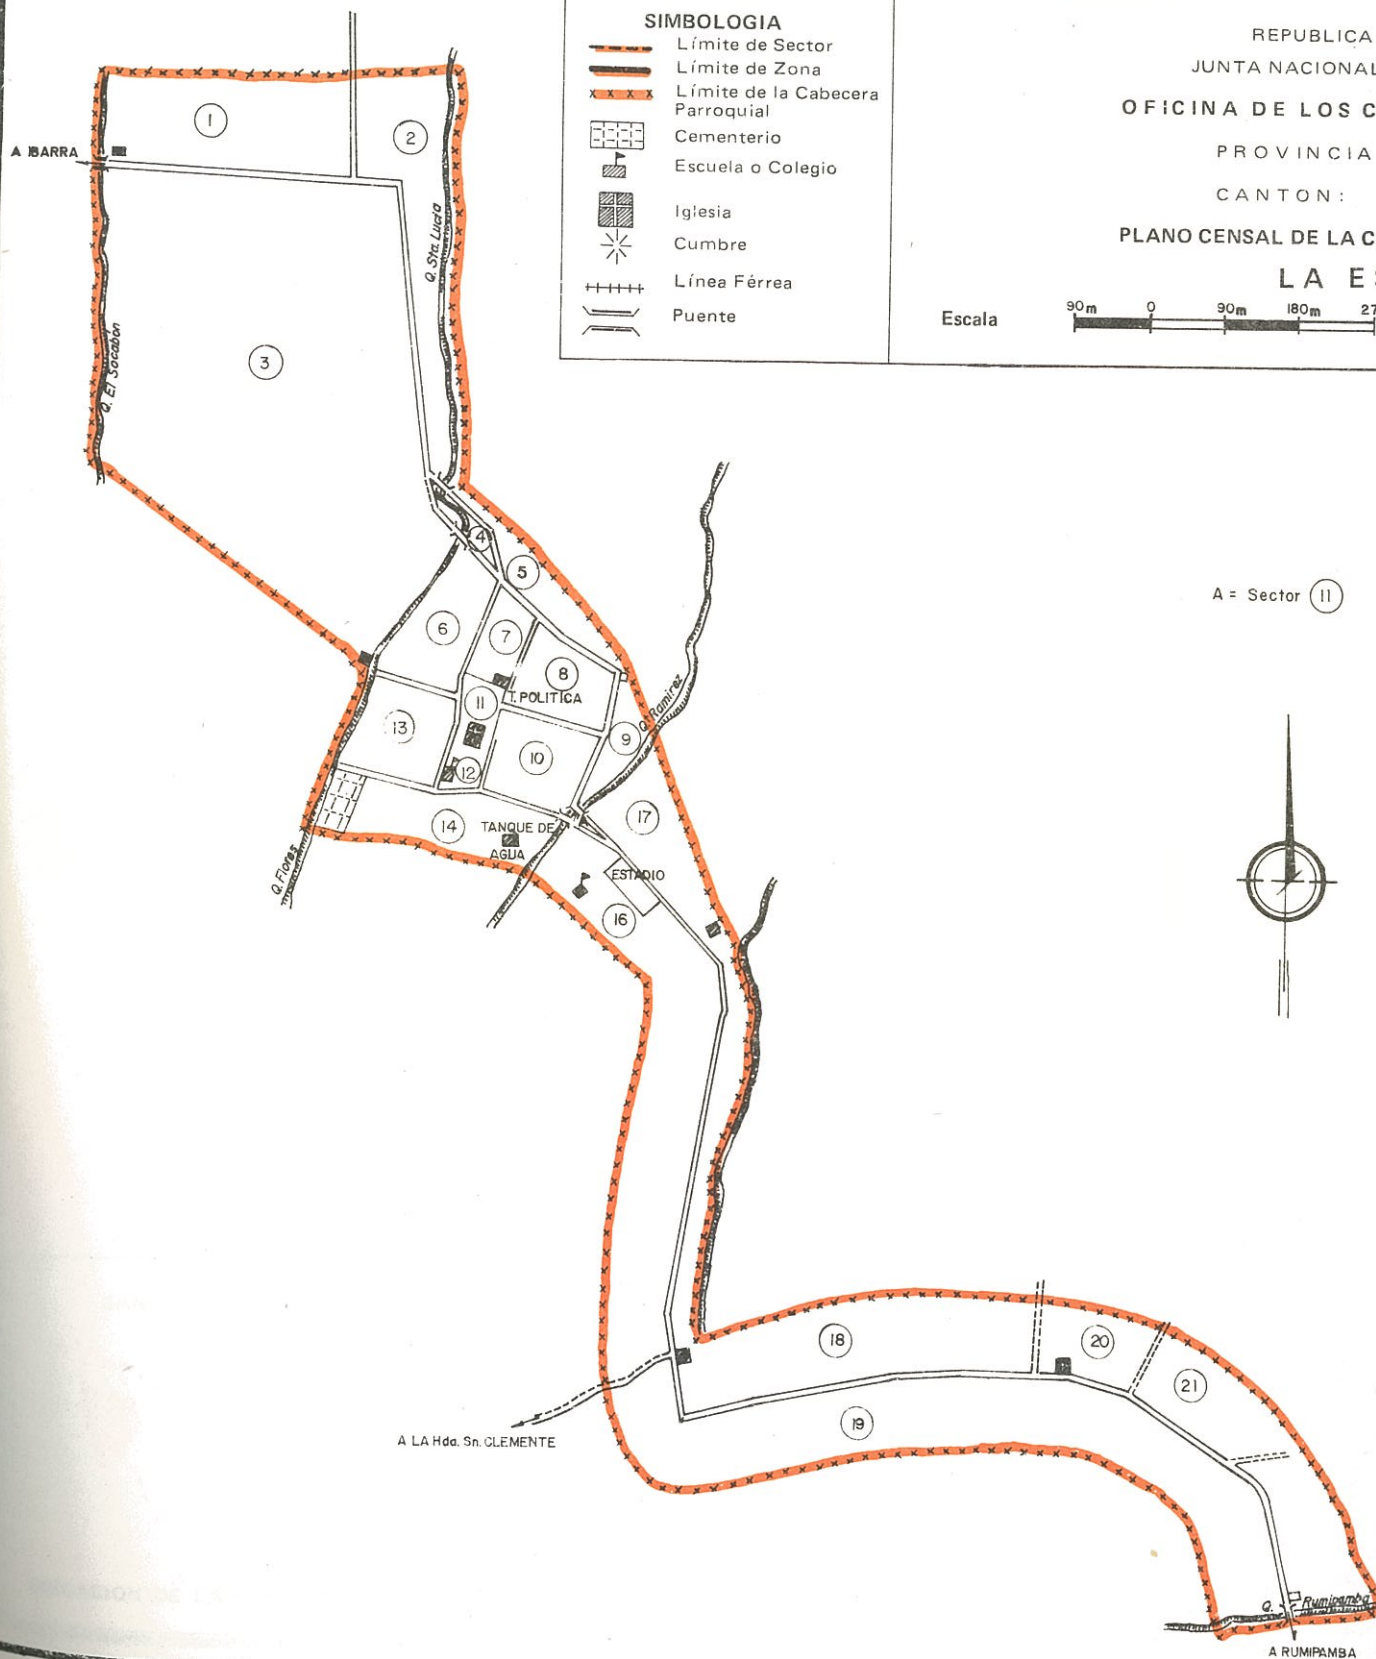 SIMBOLOGIA
Límite de Sector
Límite de Zona
Límite de la Cabecera
Parroquial
Cementerio
Escuela o Colegio
Iglesia
Cumbre
Línea Férrea
Puente
REPUBLICA
JUNTA NACIONAL
OFICINA DE LOS C
PROVINCIA
CANTON:
PLANO CENSAL DE LA C
LA ES
Escala
90m 0 90m 180m 27
1
2
A IBARRA
Q. Sta. Lucia
3
Q. El Socabon
4
5
A = Sector 11
6
7
8
T. POLITICA
11
Q. Ramirez
13
9
10
12
17
14
TANQUE DE
AGUA
ESTADIO
Q. Flores
16
18
20
21
19
A LA Hda. Sn. CLEMENTE
Q. Rumipamba
A RUMIPAMBA